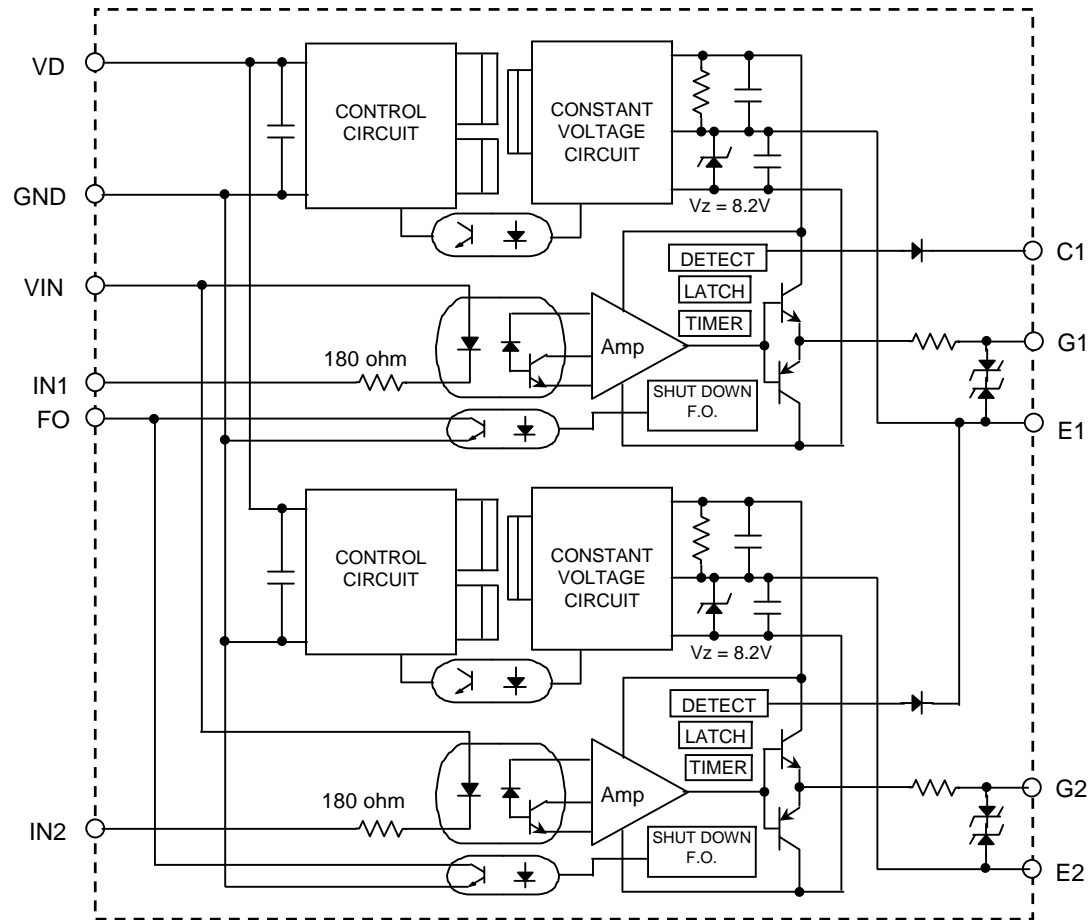 VD
CONTROL
CIRCUIT
CONSTANT
VOLTAGE
CIRCUIT
GND
Vz = 8.2V
VIN
DETECT
C1
LATCH
TIMER
Amp
G1
180 ohm
IN1
SHUT DOWN
F.O.
FO
E1
CONTROL
CIRCUIT
CONSTANT
VOLTAGE
CIRCUIT
Vz = 8.2V
DETECT
LATCH
TIMER
Amp
G2
180 ohm
IN2
SHUT DOWN
F.O.
E2